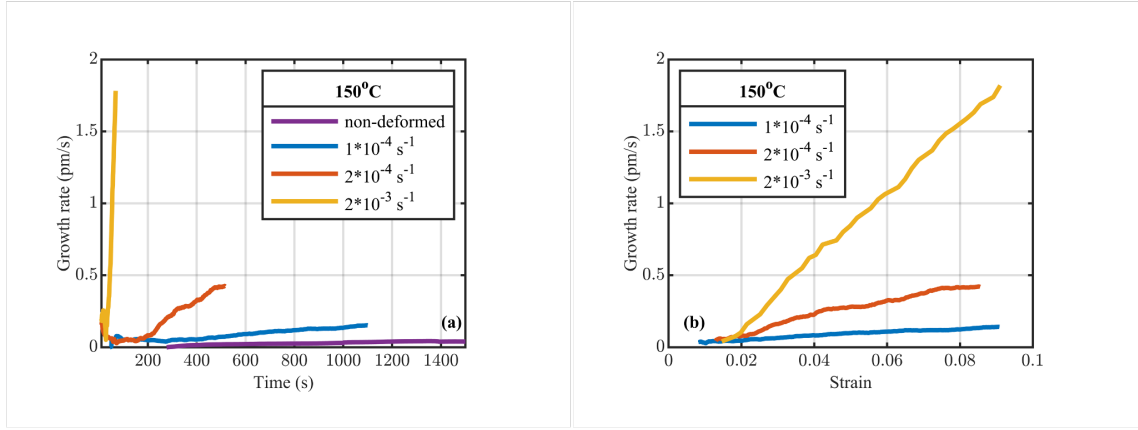 2
1.5
1
0.5
0
Growth rate (pm/s)
150°C
non-deformed
1*10⁻⁴ s⁻¹
2*10⁻⁴ s⁻¹
2*10⁻³ s⁻¹
(a)
200 400 600 800 1000 1200 1400
Time (s)
2
1.5
1
0.5
0
Growth rate (pm/s)
150°C
1*10⁻⁴ s⁻¹
2*10⁻⁴ s⁻¹
2*10⁻³ s⁻¹
(b)
0 0.02 0.04 0.06 0.08 0.1
Strain